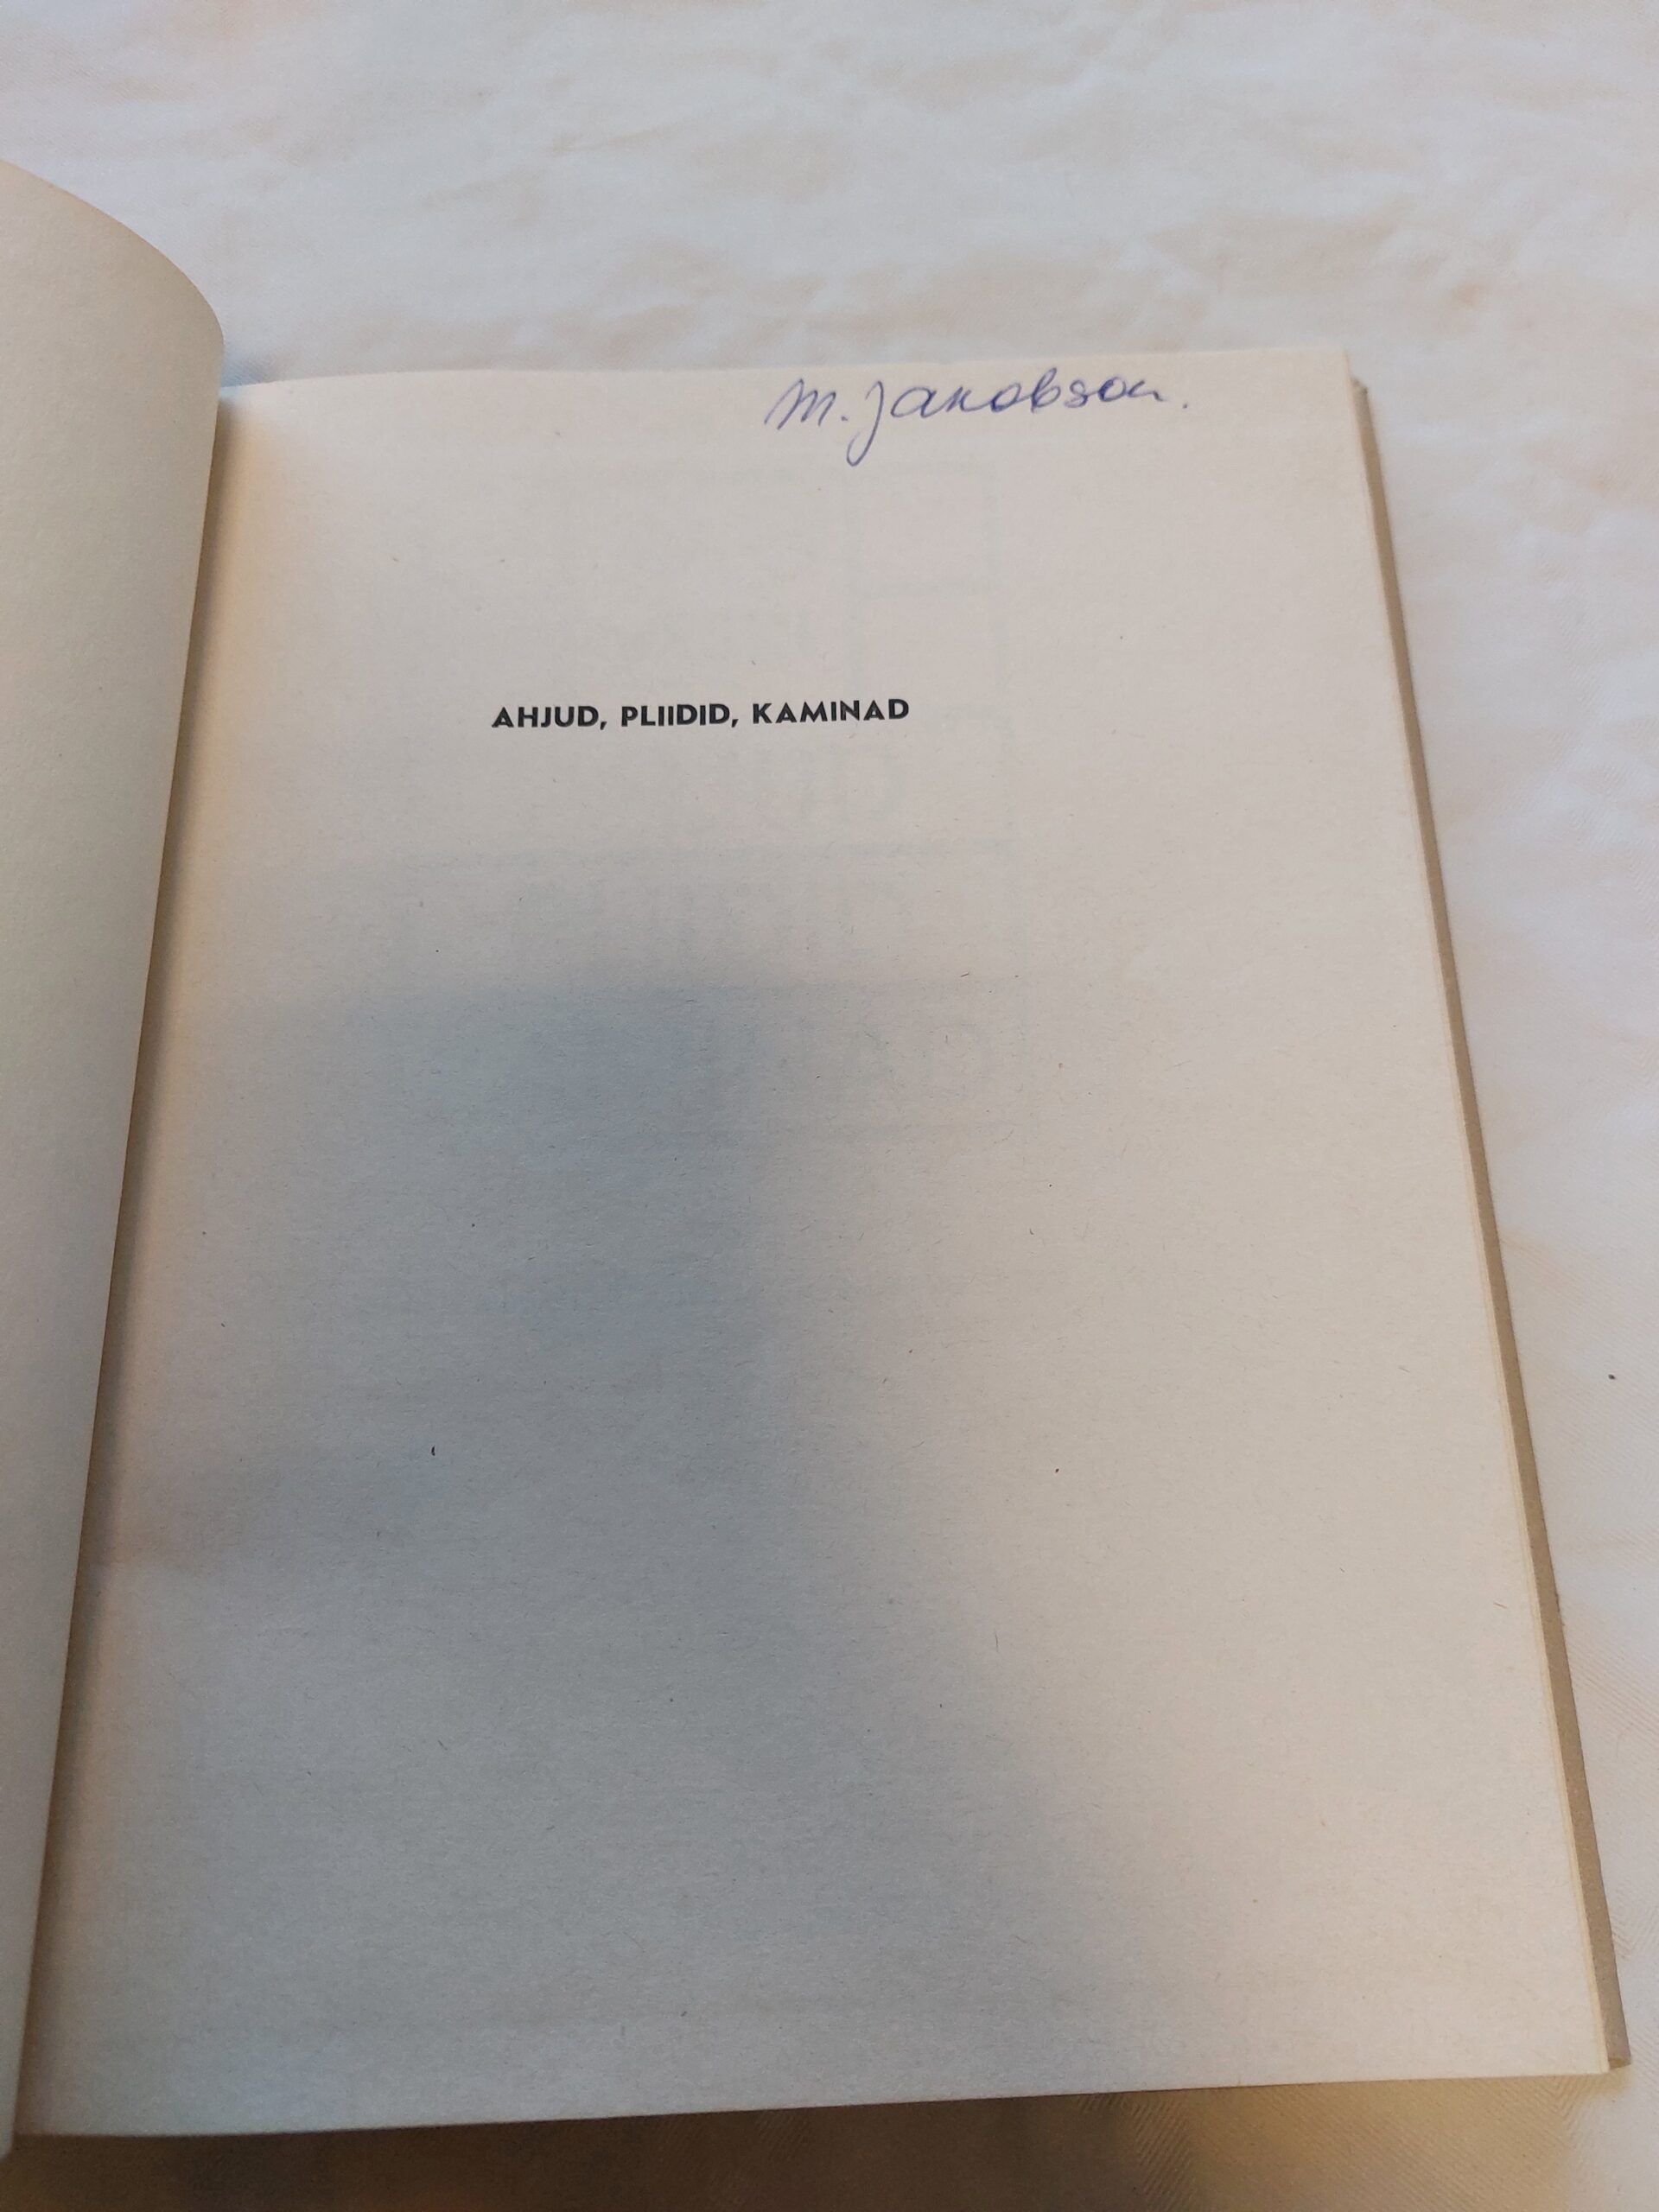 M. Jakobson.
AHJUD, PLIIDID, KAMINAD